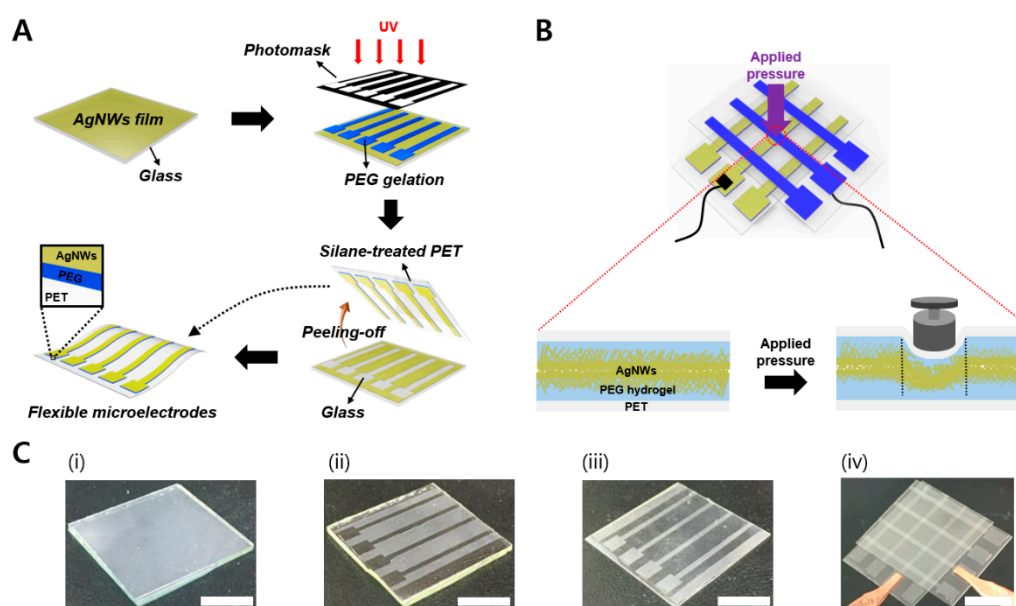 A
UV
Photomask
AgNWs film
Glass
PEG gelation
Silane-treated PET
AgNWs
PEG
PET
Peeling-off
Flexible microelectrodes
Glass
B
Applied
pressure
AgNWs
PEG hydrogel
PET
Applied
pressure
C
(i)
(ii)
(iii)
(iv)